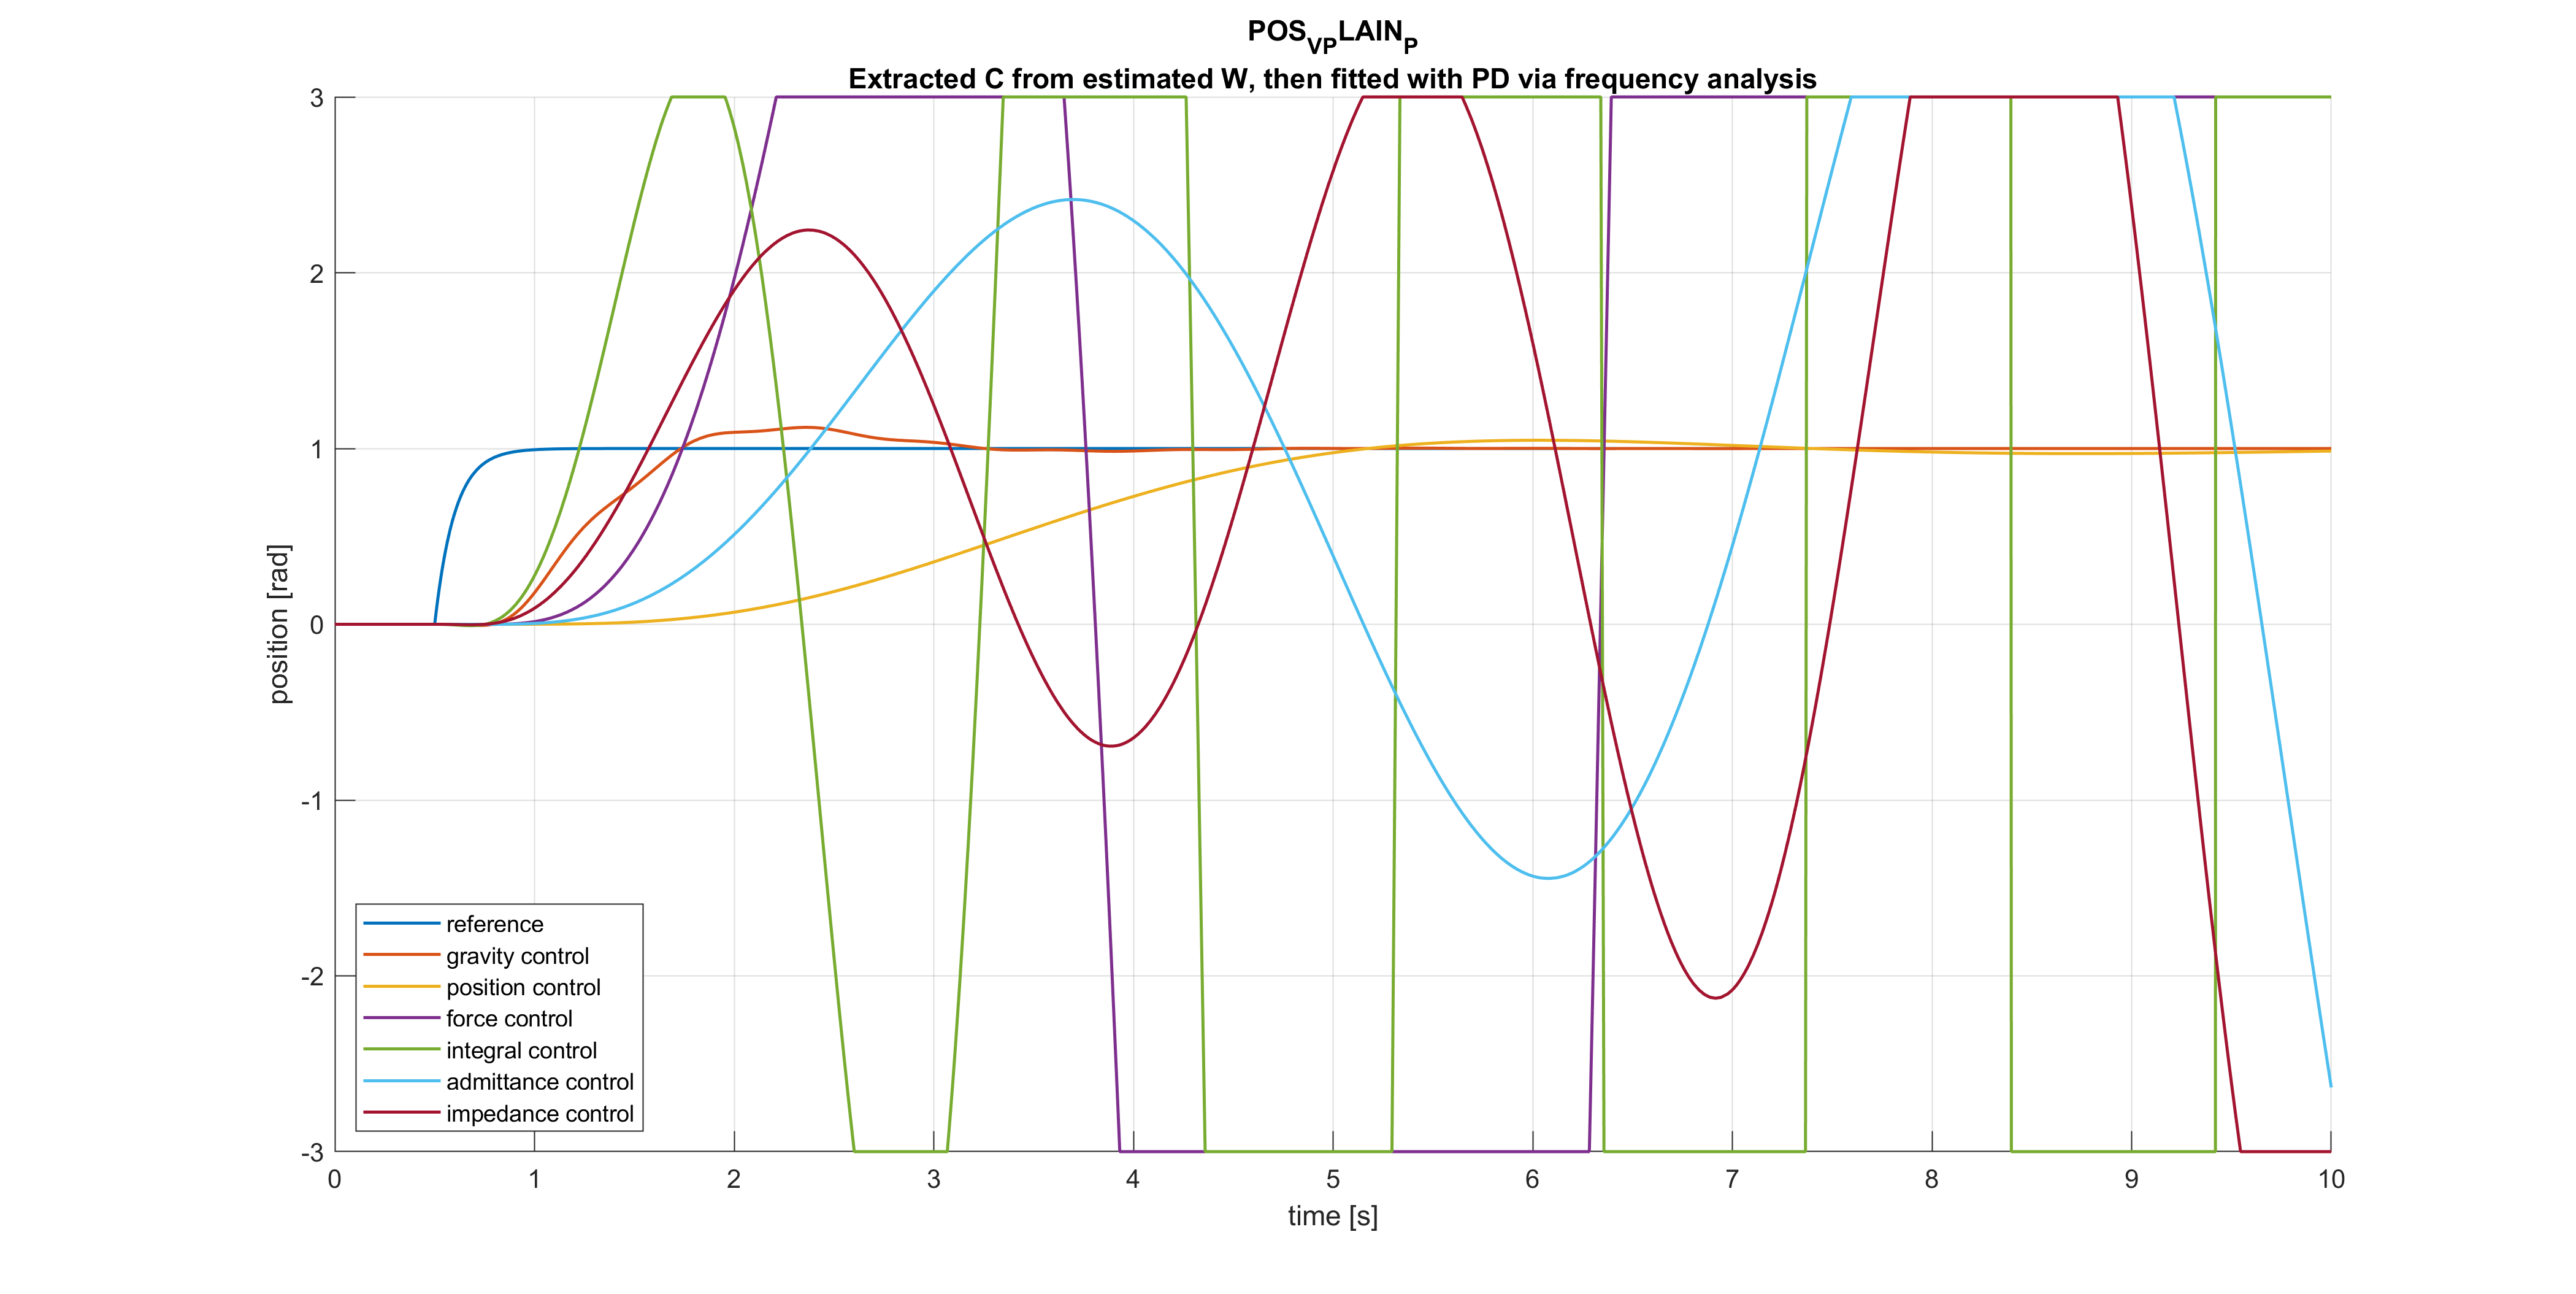 POSVPLAINP
Extracted C from estimated W, then fitted with PD via frequency analysis
3
2
1
0
-1
-2
-3
position [rad]
reference
gravity control
position control
force control
integral control
admittance control
impedance control
0 1 2 3 4 5 6 7 8 9 10
time [s]